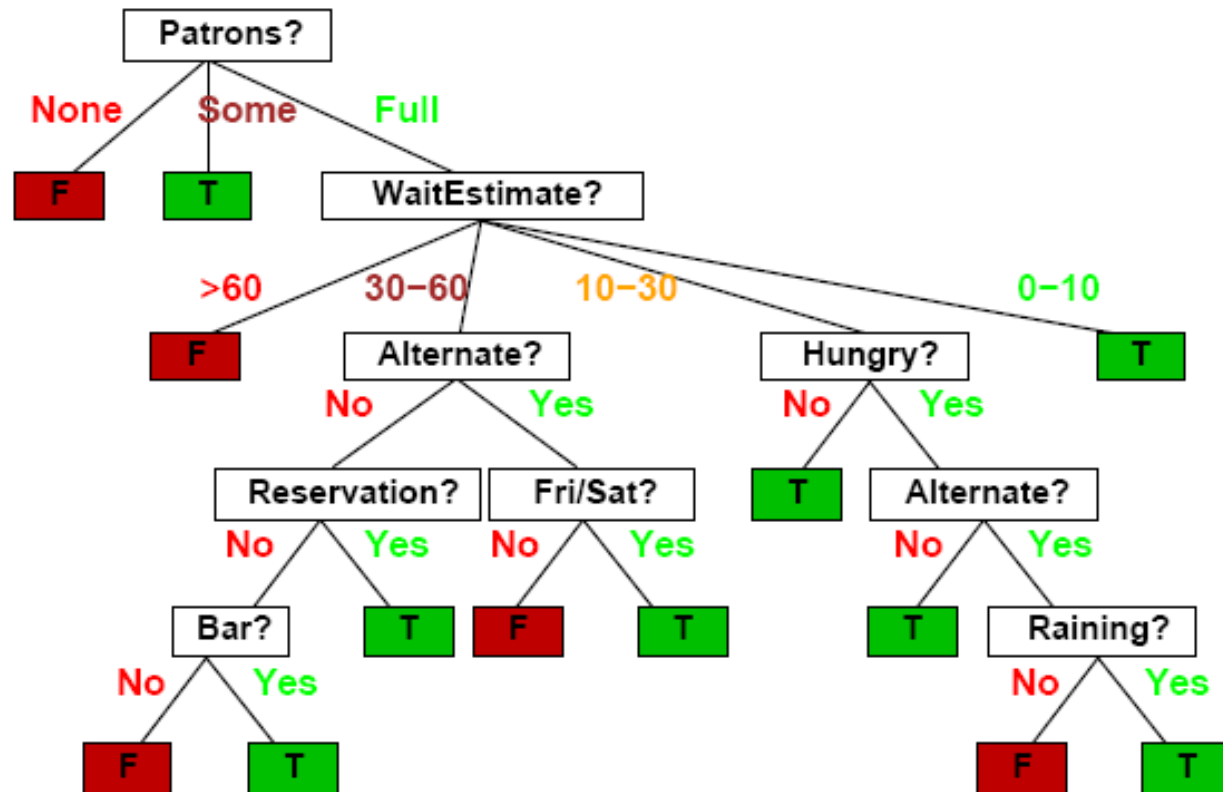 Patrons?
None Some Full
F T WaitEstimate?
>60 30−60 10−30 0−10
F Alternate? Hungry? T
No Yes No Yes
Reservation? Fri/Sat? T Alternate?
No Yes No Yes No Yes
Bar? T F T T Raining?
No Yes No Yes
F T F T